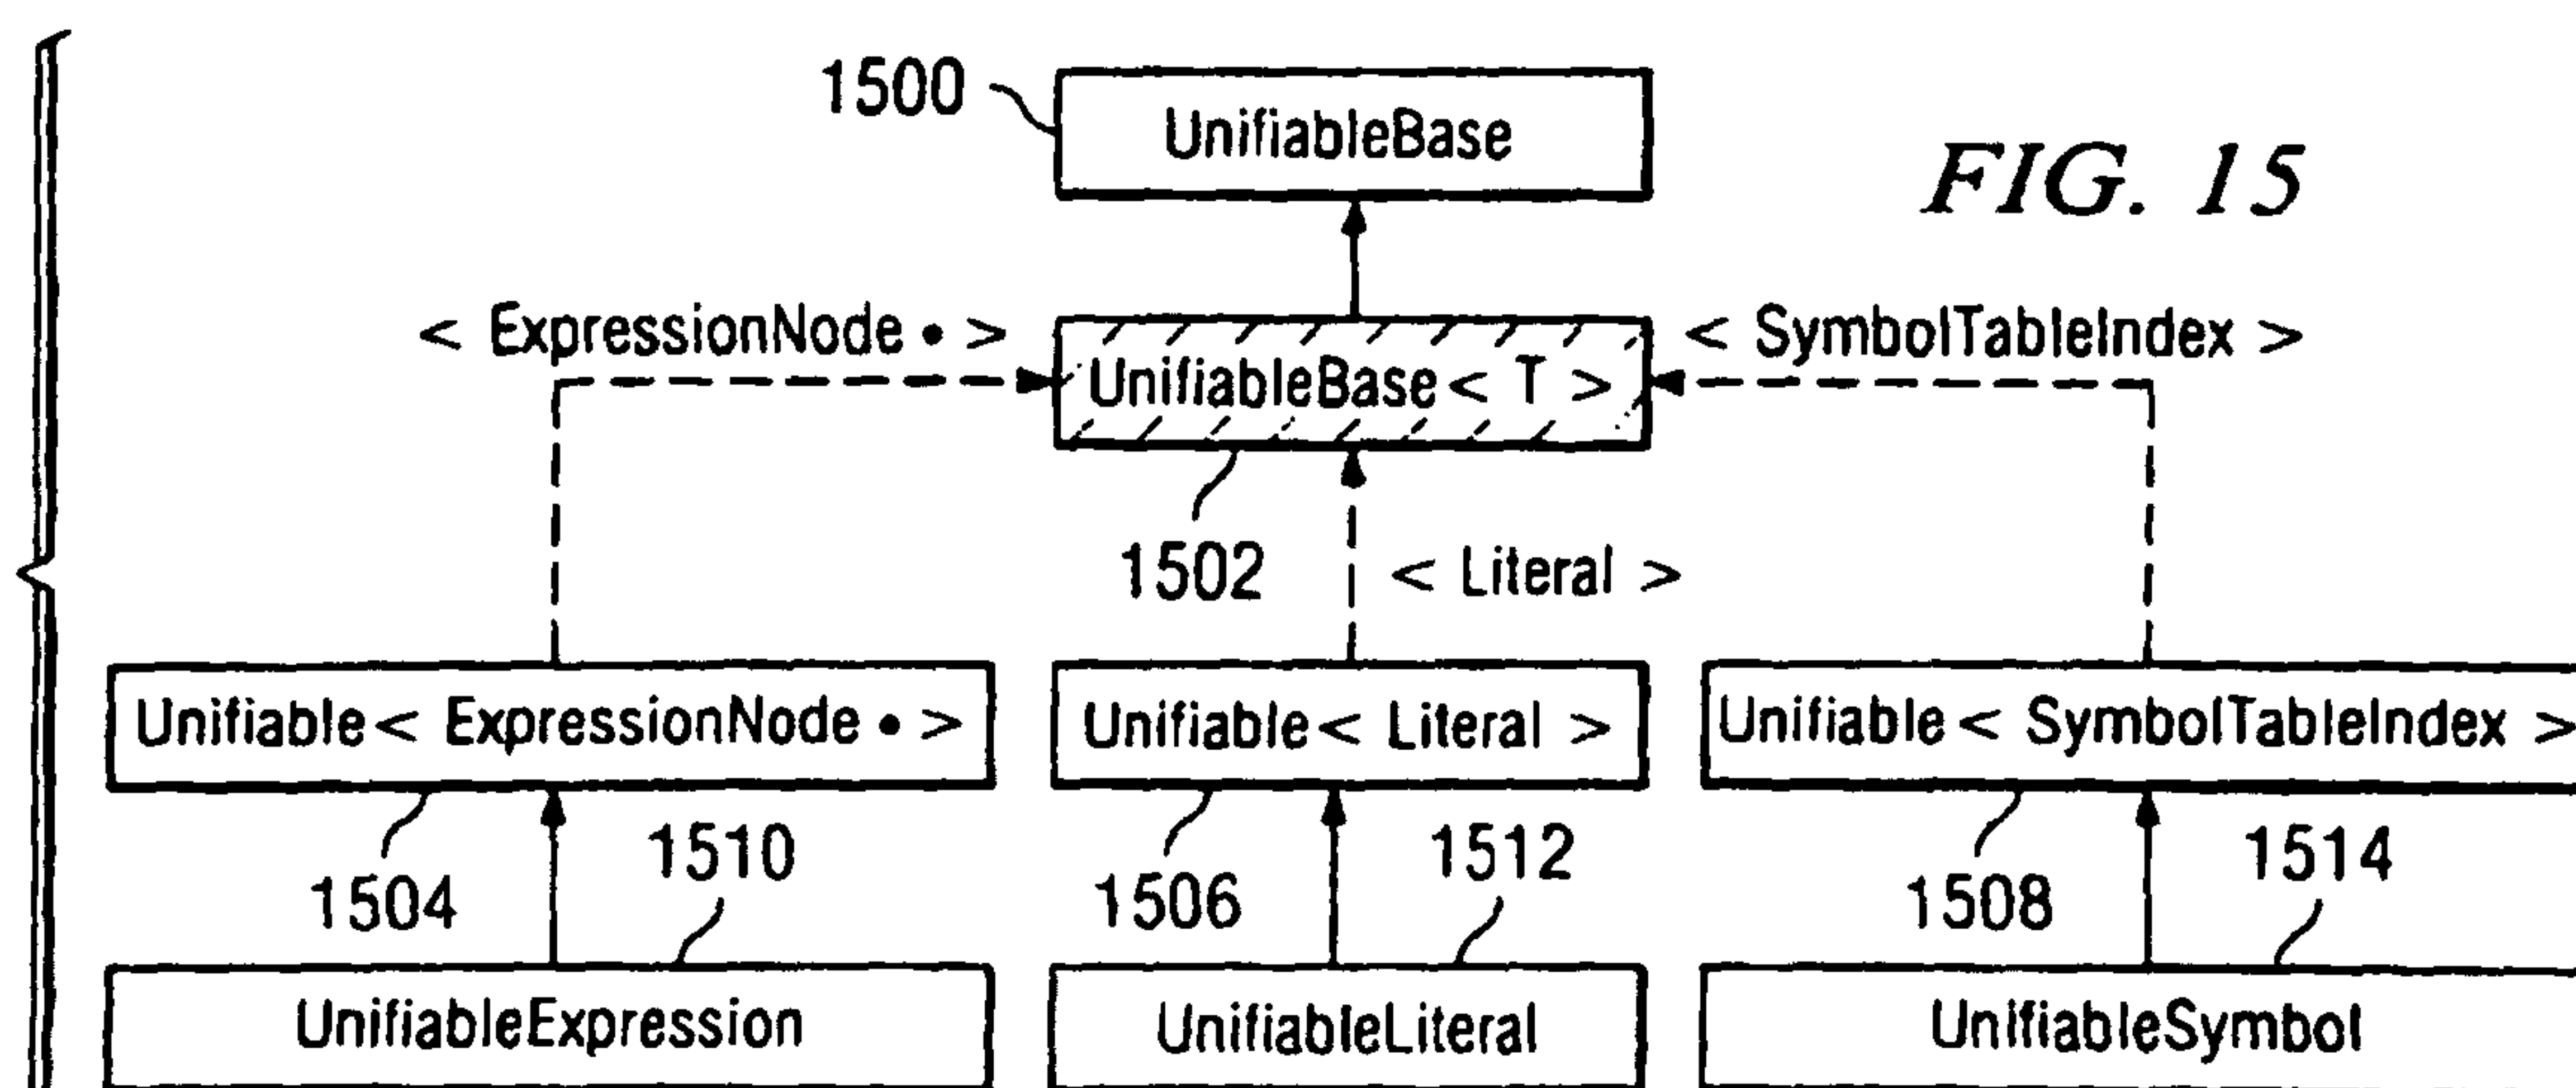 1500
UnifiableBase
FIG. 15
< ExpressionNode • >
UnifiableBase < T >
< SymbolTableIndex >
1502
< Literal >
Unifiable < ExpressionNode • >
Unifiable < Literal >
Unifiable < SymbolTableIndex >
1504
1510
1506
1512
1508
1514
UnifiableExpression
UnifiableLiteral
UnifiableSymbol